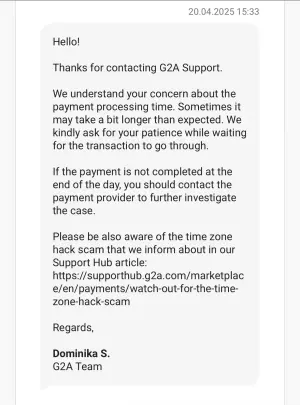 20.04.2025 15:33
Hello!
Thanks for contacting G2A Support.
We understand your concern about the
payment processing time. Sometimes it
may take a bit longer than expected. We
kindly ask for your patience while waiting
for the transaction to go through.
If the payment is not completed at the
end of the day, you should contact the
payment provider to further investigate
the case.
Please be also aware of the time zone
hack scam that we inform about in our
Support Hub article:
https://supporthub.g2a.com/marketplac
e/en/payments/watch-out-for-the-time-
zone-hack-scam
Regards,
Dominika S.
G2A Team